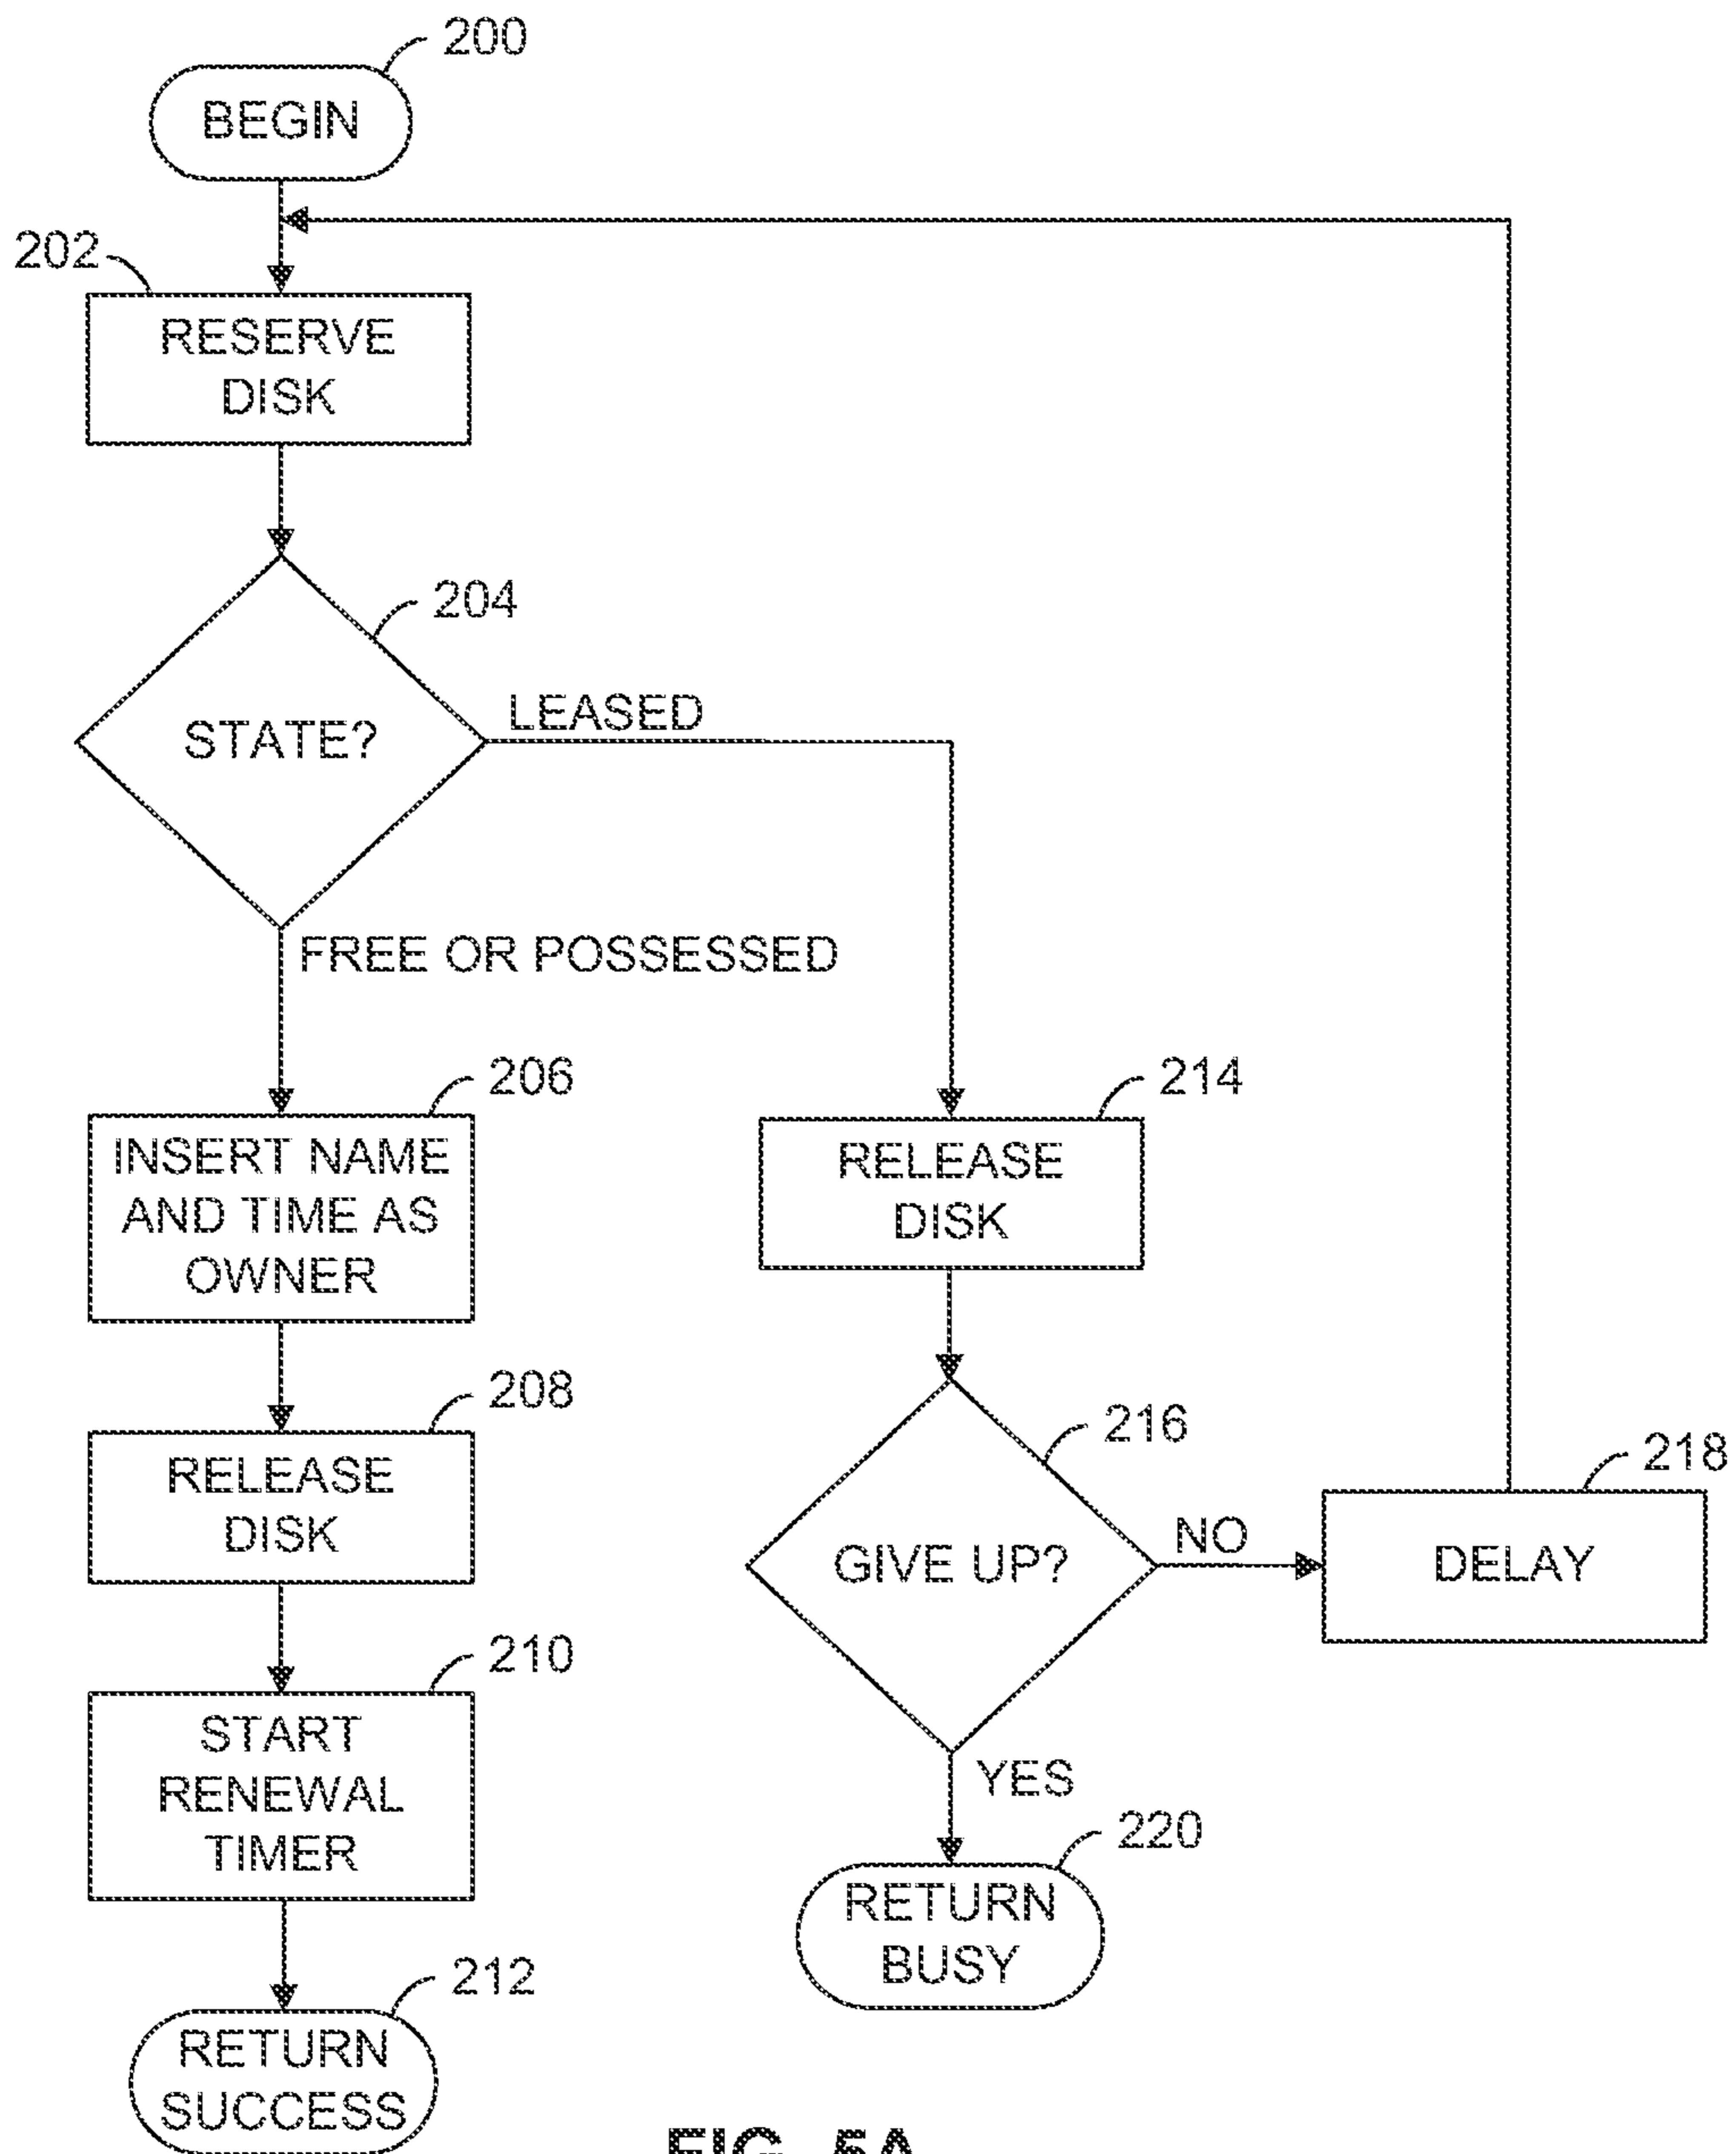 200
BEGIN
202
RESERVE
DISK
204
STATE?
LEASED
FREE OR POSSESSED
206
INSERT NAME
AND TIME AS
OWNER
208
RELEASE
DISK
210
START
RENEWAL
TIMER
212
RETURN
SUCCESS
214
RELEASE
DISK
216
GIVE UP?
NO
218
DELAY
YES
220
RETURN
BUSY
FIG. 5A